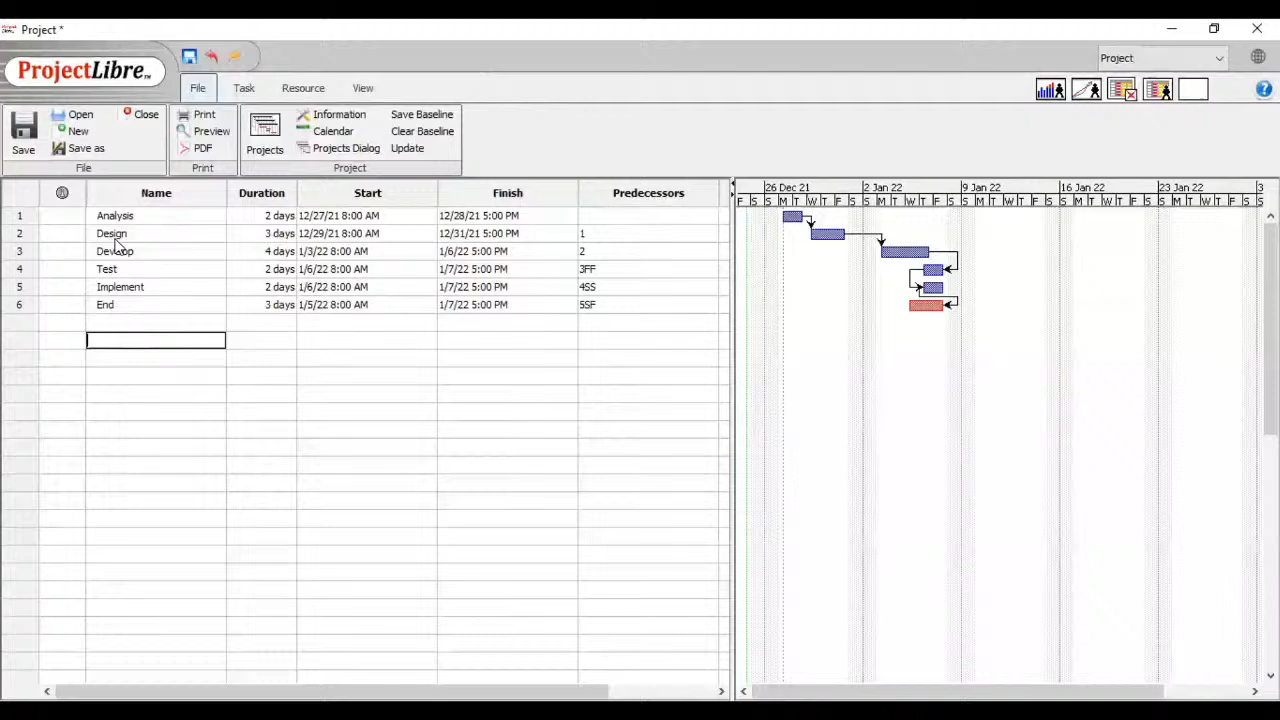 Project *
ProjectLibre
Project
File Task Resource View
Save
Open
New
Save as
Close
File
Print
Preview
PDF
Print
Projects
Information
Calendar
Projects Dialog
Save Baseline
Clear Baseline
Update
Project
Name Duration Start Finish Predecessors
1 Analysis 2 days 12/27/21 8:00 AM 12/28/21 5:00 PM
2 Design 3 days 12/29/21 8:00 AM 12/31/21 5:00 PM 1
3 Develop 4 days 1/3/22 8:00 AM 1/6/22 5:00 PM 2
4 Test 2 days 1/6/22 8:00 AM 1/7/22 5:00 PM 3FF
5 Implement 2 days 1/6/22 8:00 AM 1/7/22 5:00 PM 4SS
6 End 3 days 1/5/22 8:00 AM 1/7/22 5:00 PM 5SF
26 Dec 21 2 Jan 22 9 Jan 22 16 Jan 22 23 Jan 22 3
F S S M T W T F S S M T W T F S S M T W T F S S M T W T F S S M T W T F S S